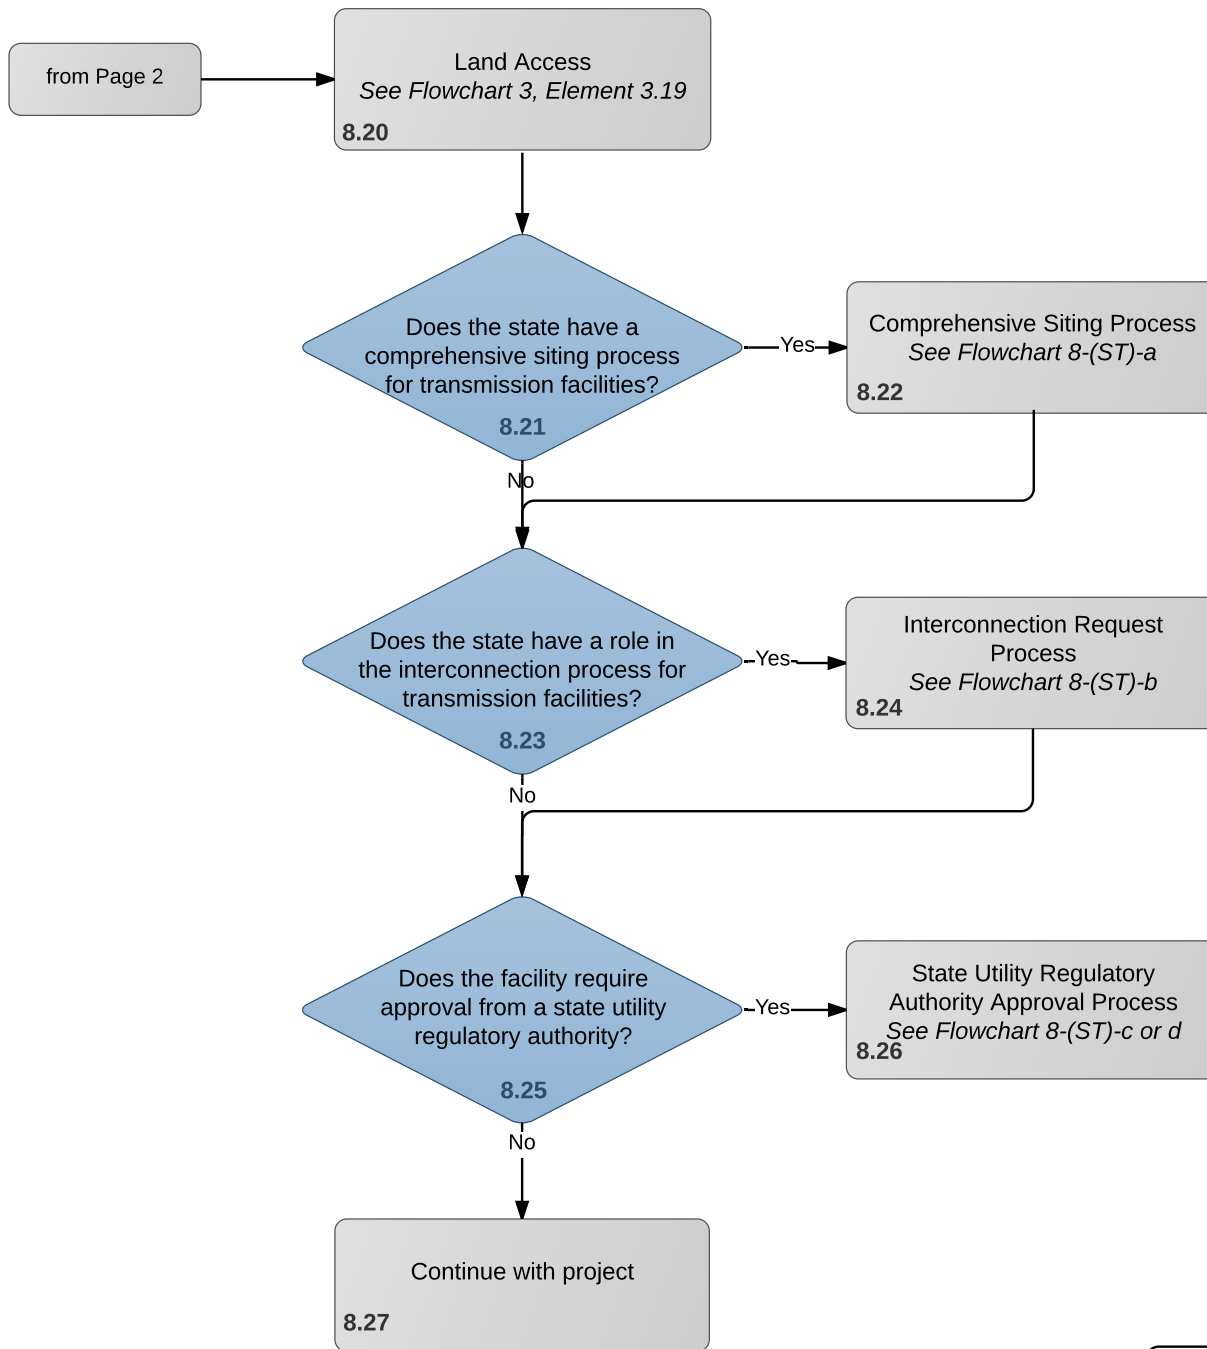 from Page 2
Land Access
See Flowchart 3, Element 3.19
8.20
Does the state have a
comprehensive siting process
for transmission facilities?
8.21
Yes
Comprehensive Siting Process
See Flowchart 8-(ST)-a
8.22
No
Does the state have a role in
the interconnection process for
transmission facilities?
8.23
Yes
Interconnection Request
Process
See Flowchart 8-(ST)-b
8.24
No
Does the facility require
approval from a state utility
regulatory authority?
8.25
Yes
State Utility Regulatory
Authority Approval Process
See Flowchart 8-(ST)-c or d
8.26
No
Continue with project
8.27